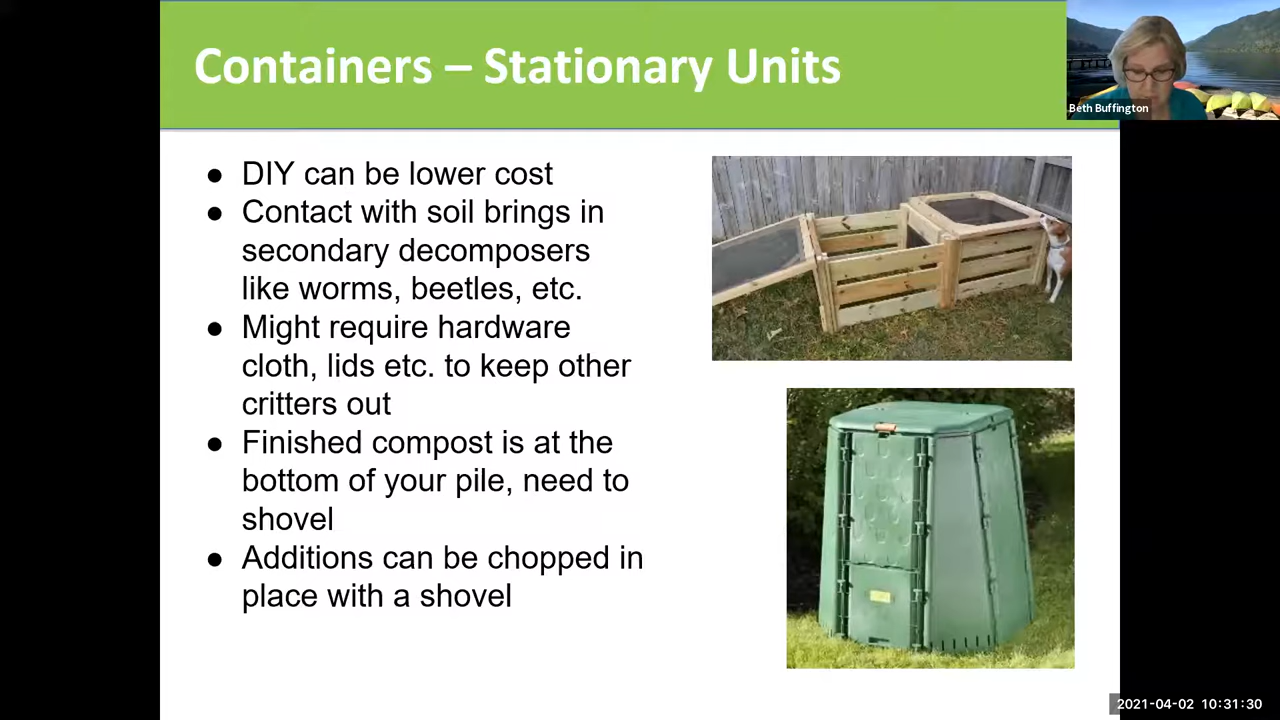 Containers – Stationary Units
Beth Buffington
● DIY can be lower cost
● Contact with soil brings in
secondary decomposers
like worms, beetles, etc.
● Might require hardware
cloth, lids etc. to keep other
critters out
● Finished compost is at the
bottom of your pile, need to
shovel
● Additions can be chopped in
place with a shovel
2021-04-02 10:31:30